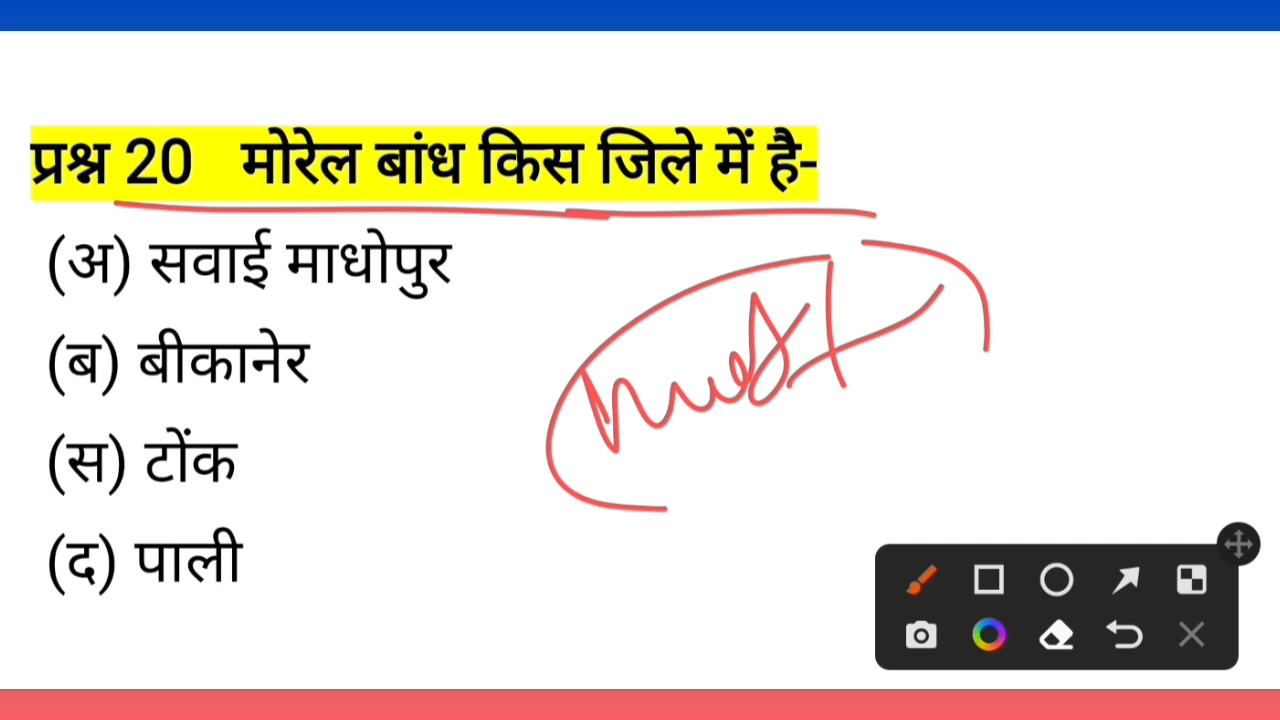 प्रश्न 20 मोरेल बांध किस जिले में है-
(अ) सवाई माधोपुर
(ब) बीकानेर
(स) टोंक
(द) पाली